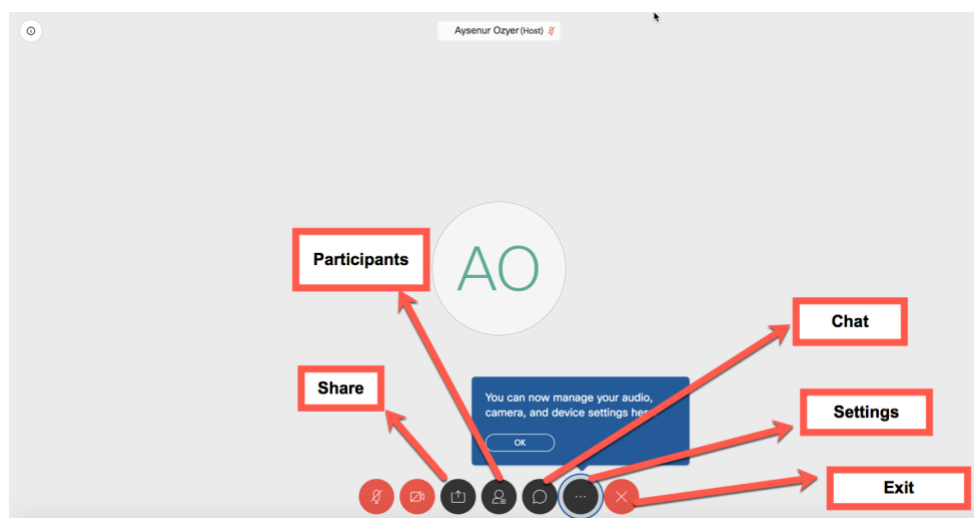 Aysenur Ozyer (Host)
Participants
AO
Chat
Share
You can now manage your audio,
camera, and device settings here
OK
Settings
Exit